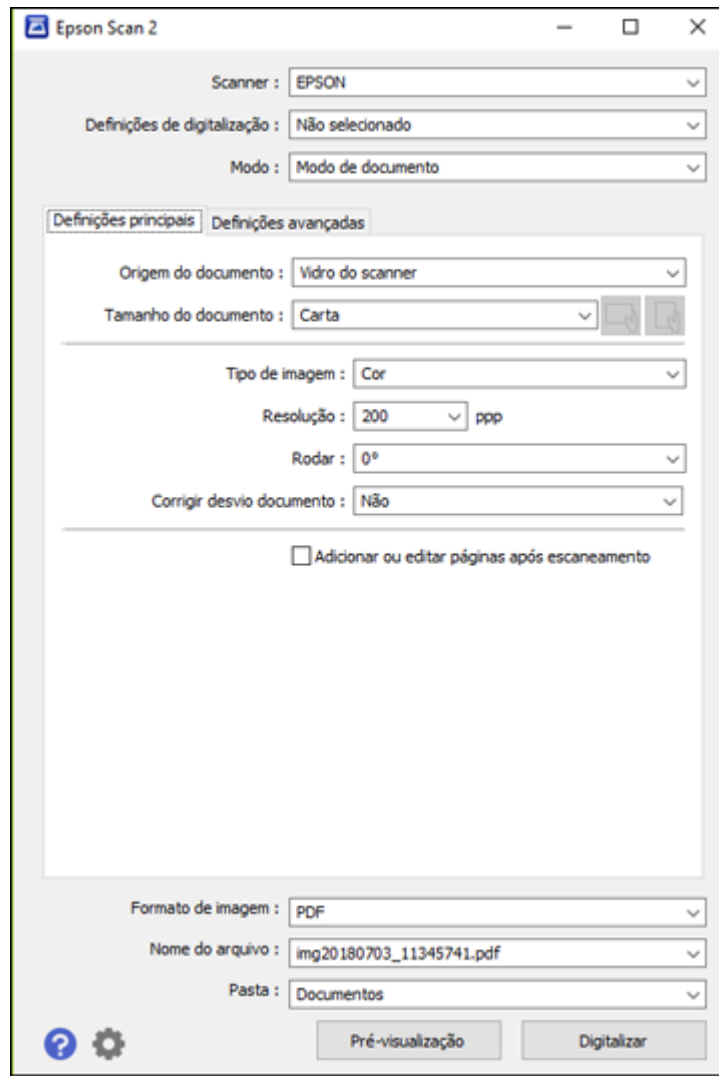 Epson Scan 2
Scanner : EPSON
Definições de digitalização : Não selecionado
Modo : Modo de documento
Definições principais Definições avançadas
Origem do documento : Vidro do scanner
Tamanho do documento : Carta
Tipo de imagem : Cor
Resolução : 200 ppp
Rodar : 0°
Corrigir desvio documento : Não
Adicionar ou editar páginas após escaneamento
Formato de imagem : PDF
Nome do arquivo : img20180703_11345741.pdf
Pasta : Documentos
? Pré-visualização Digitalizar